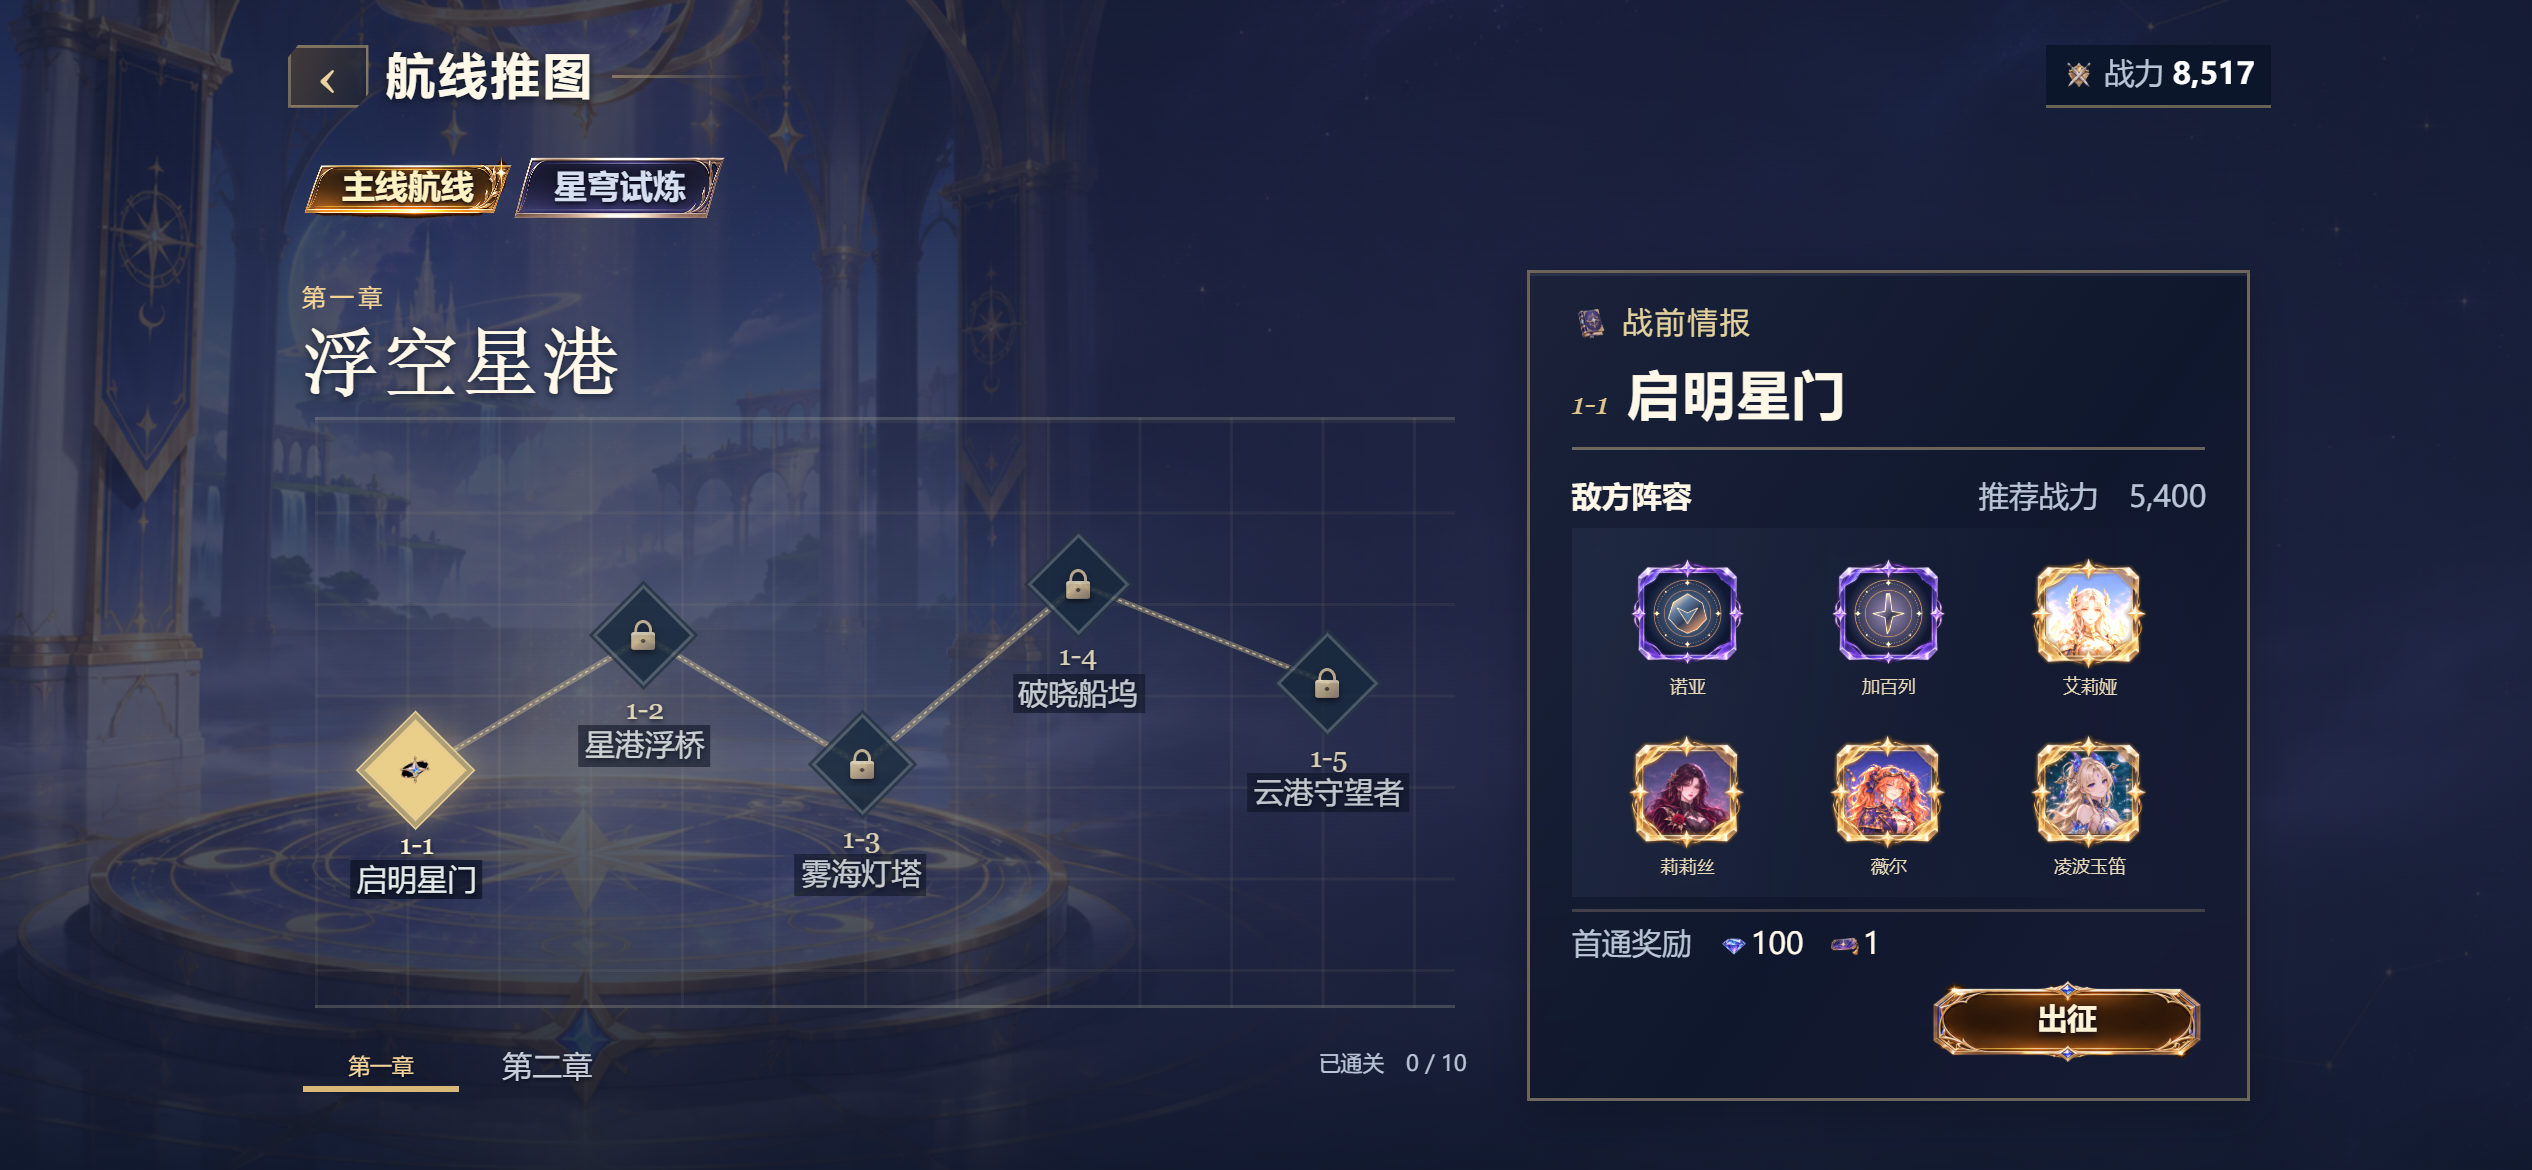 航线推图
战力 8,517
主线航线
星穹试炼
第一章
浮空星港
1-1
启明星门
1-2
星港浮桥
1-3
雾海灯塔
1-4
破晓船坞
1-5
云港守望者
第一章
第二章
已通关 0 / 10
战前情报
1-1 启明星门
敌方阵容
推荐战力 5,400
诺亚
加百列
艾莉娅
莉莉丝
薇尔
凌波玉笛
首通奖励 100 1
出征